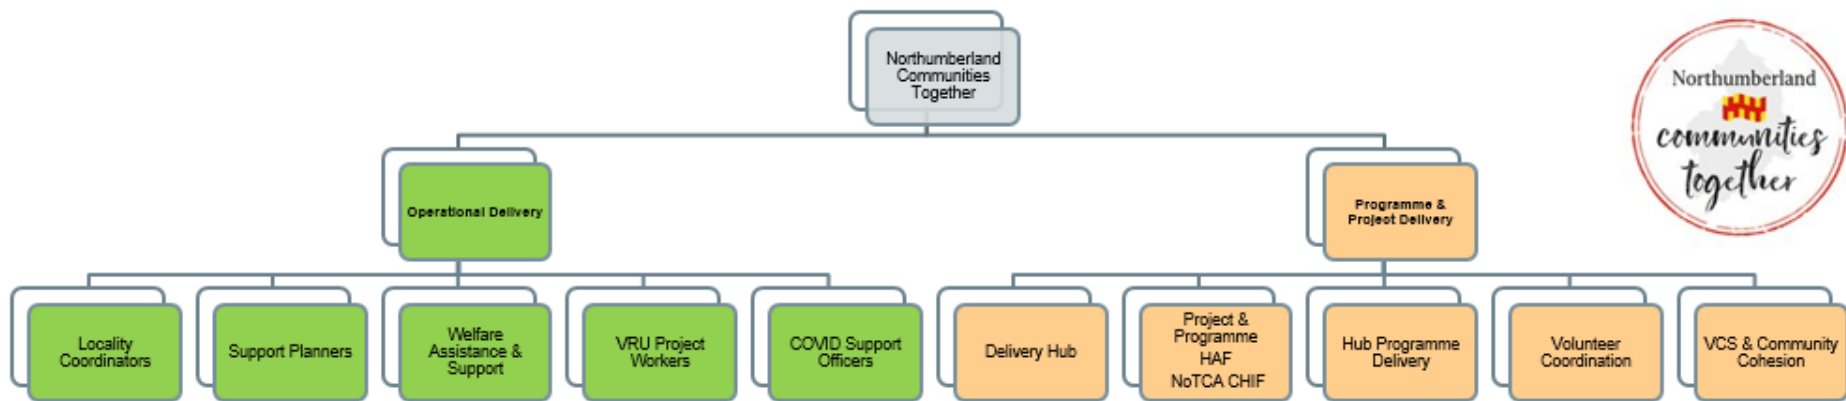 Northumberland
Communities
Together
Northumberland
communities
together
Operational Delivery
Programme &
Project Delivery
Locality
Coordinators
Support Planners
Welfare
Assistance &
Support
VRU Project
Workers
COVID Support
Officers
Delivery Hub
Project &
Programme
HAF
NoTCA CHIF
Hub Programme
Delivery
Volunteer
Coordination
VCS & Community
Cohesion